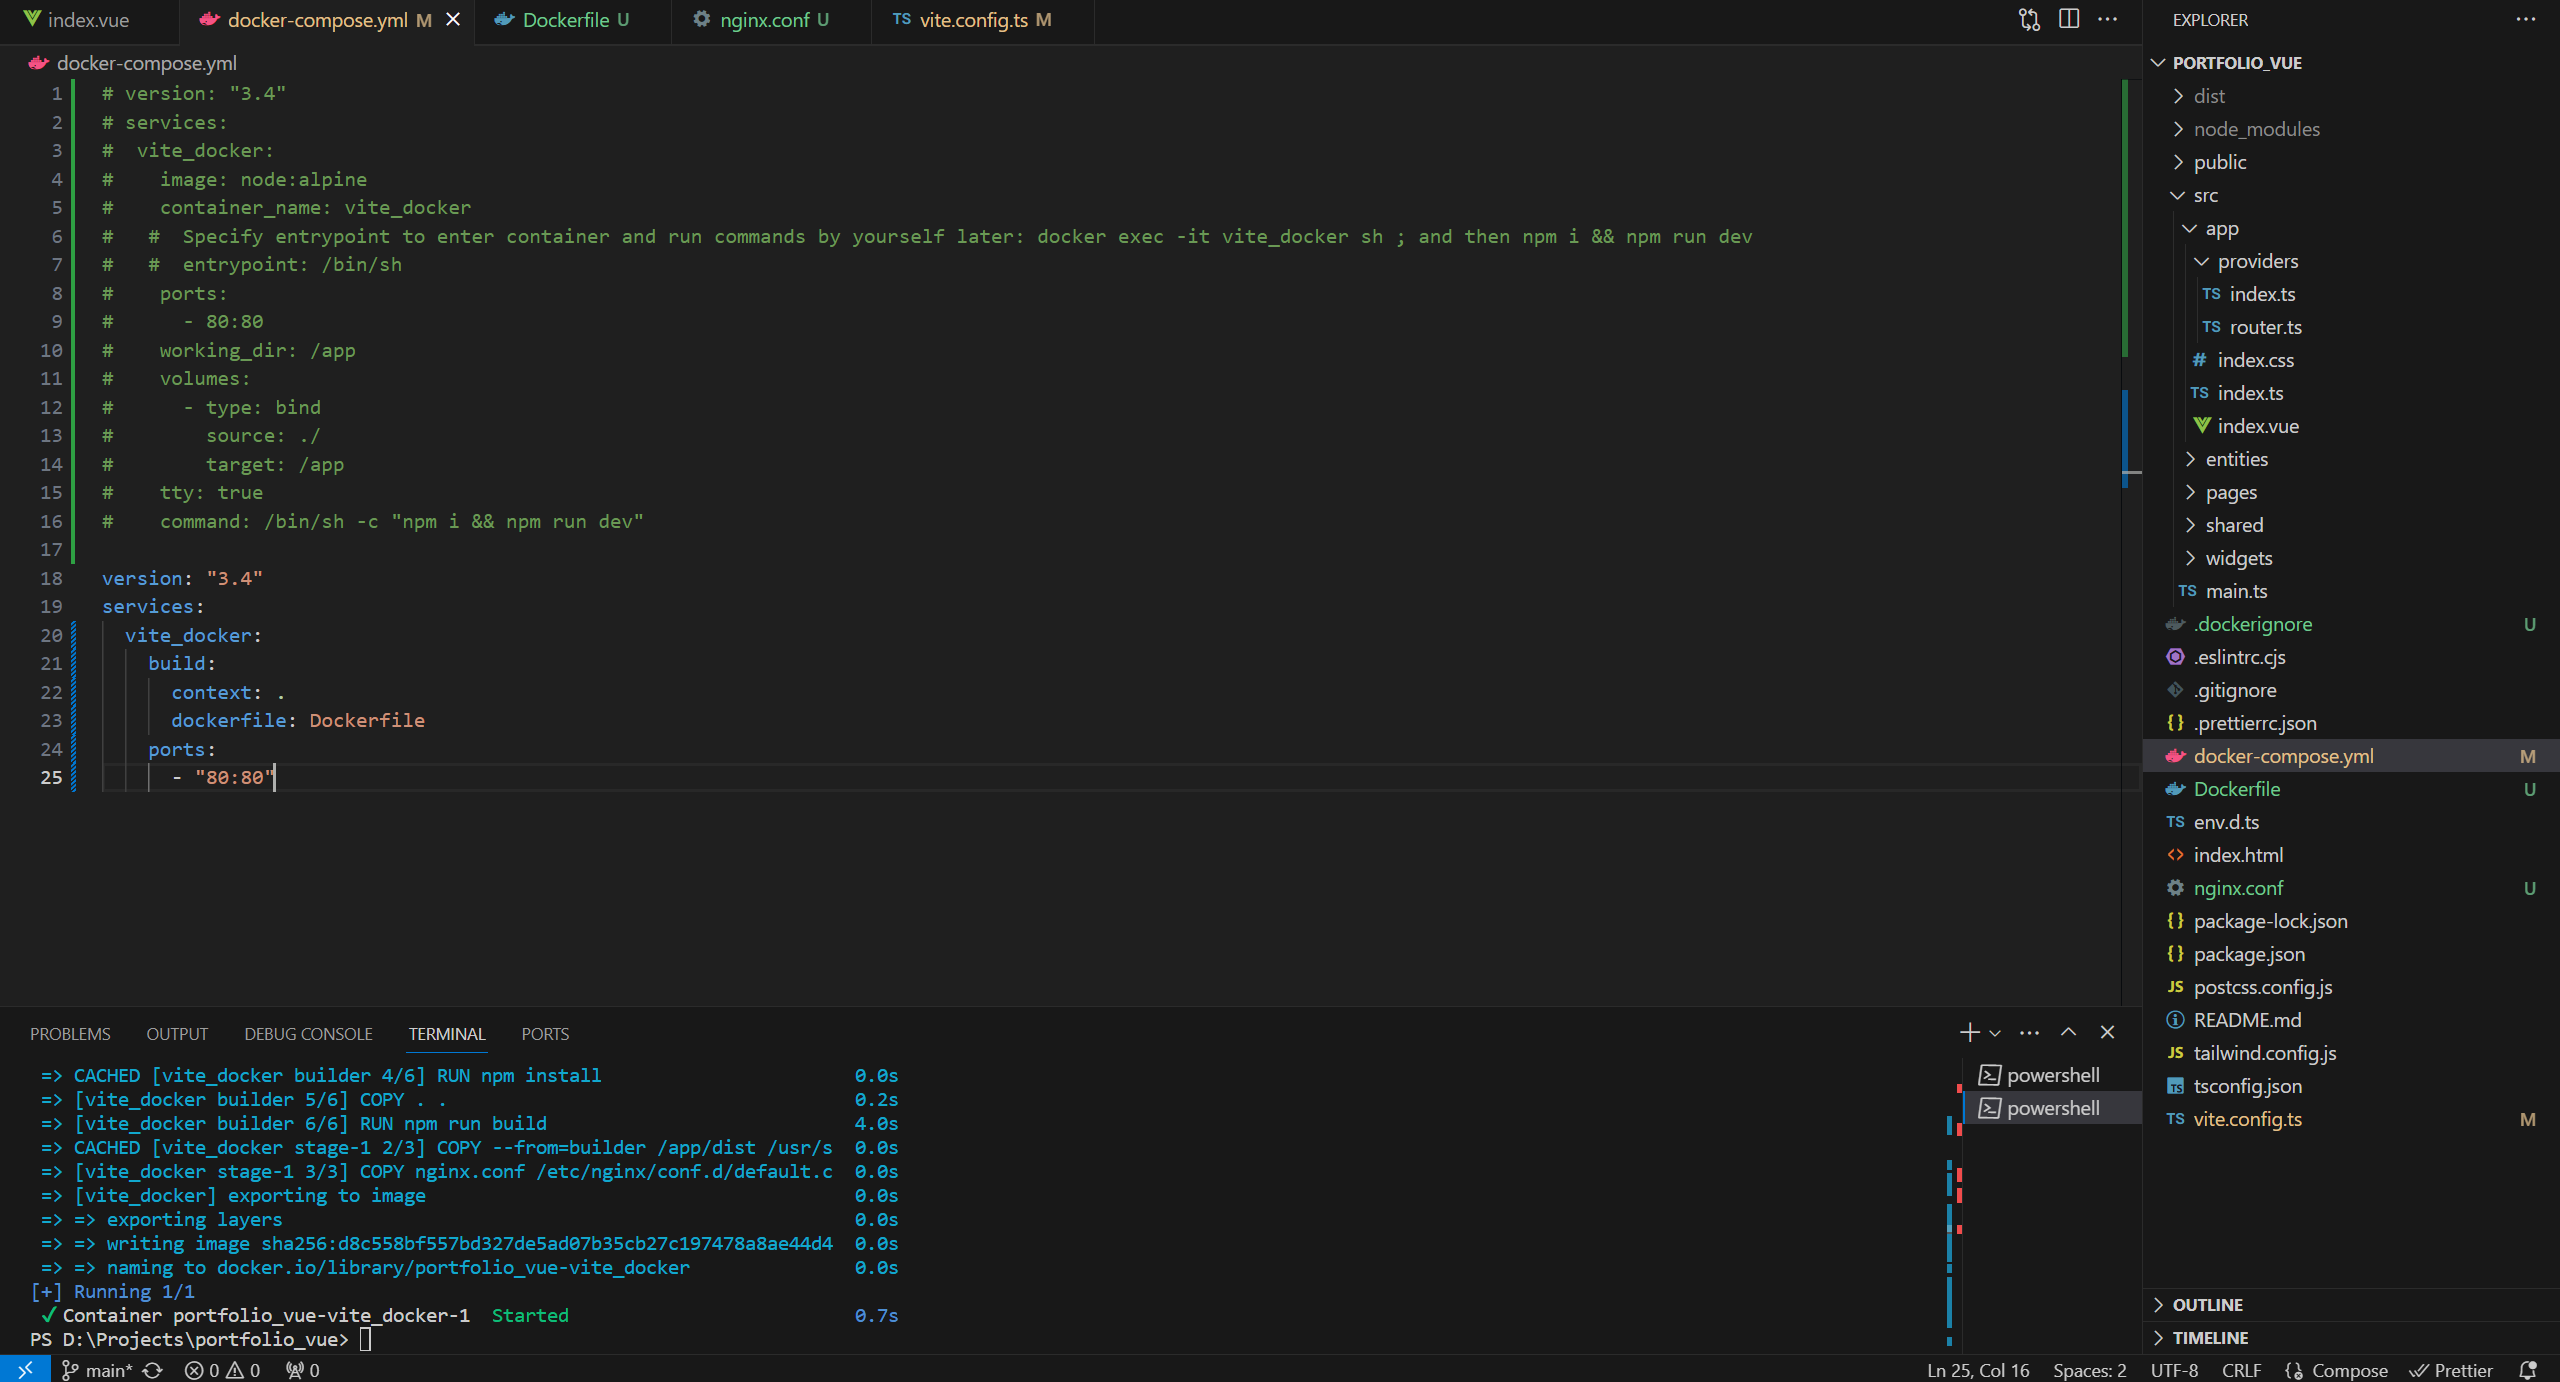 index.vue
docker-compose.yml M
Dockerfile U
nginx.conf U
TS vite.config.ts M
docker-compose.yml
1 # version: "3.4"
2 # services:
3 #  vite_docker:
4 #    image: node:alpine
5 #    container_name: vite_docker
6 #   #  Specify entrypoint to enter container and run commands by yourself later: docker exec -it vite_docker sh ; and then npm i && npm run dev
7 #   #  entrypoint: /bin/sh
8 #    ports:
9 #      - 80:80
10 #    working_dir: /app
11 #    volumes:
12 #      - type: bind
13 #        source: ./
14 #        target: /app
15 #    tty: true
16 #    command: /bin/sh -c "npm i && npm run dev"
17
18 version: "3.4"
19 services:
20   vite_docker:
21     build:
22       context: .
23       dockerfile: Dockerfile
24     ports:
25       - "80:80"
PROBLEMS OUTPUT DEBUG CONSOLE TERMINAL PORTS
=> CACHED [vite_docker builder 4/6] RUN npm install 0.0s
=> [vite_docker builder 5/6] COPY . . 0.2s
=> [vite_docker builder 6/6] RUN npm run build 4.0s
=> CACHED [vite_docker stage-1 2/3] COPY --from=builder /app/dist /usr/s 0.0s
=> [vite_docker stage-1 3/3] COPY nginx.conf /etc/nginx/conf.d/default.c 0.0s
=> [vite_docker] exporting to image 0.0s
=> => exporting layers 0.0s
=> => writing image sha256:d8c558bf557bd327de5ad07b35cb27c197478a8ae44d4 0.0s
=> => naming to docker.io/library/portfolio_vue-vite_docker 0.0s
[+] Running 1/1
✓ Container portfolio_vue-vite_docker-1 Started 0.7s
PS D:\Projects\portfolio_vue>
powershell
powershell
EXPLORER
PORTFOLIO_VUE
dist
node_modules
public
src
app
providers
TS index.ts
TS router.ts
# index.css
TS index.ts
index.vue
entities
pages
shared
widgets
TS main.ts
.dockerignore U
.eslintrc.cjs
.gitignore
{} .prettierrc.json
docker-compose.yml M
Dockerfile U
TS env.d.ts
<> index.html
nginx.conf U
{} package-lock.json
{} package.json
JS postcss.config.js
README.md
JS tailwind.config.js
TS tsconfig.json
TS vite.config.ts M
OUTLINE
TIMELINE
main* 0 0 0
Ln 25, Col 16 Spaces: 2 UTF-8 CRLF Compose Prettier